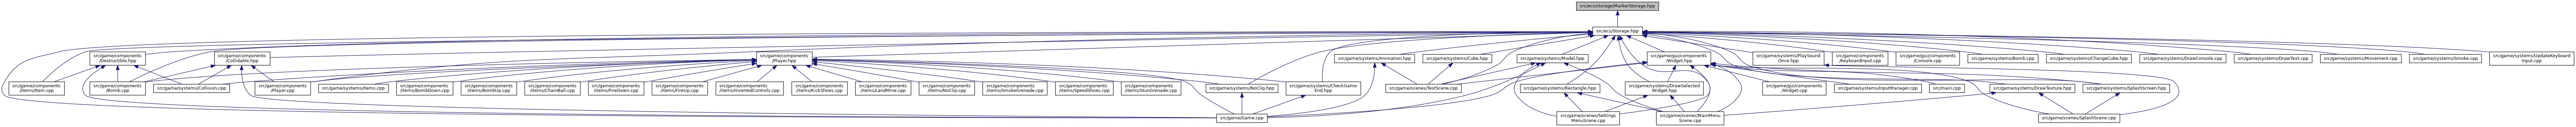 src/ecs/storage/MarkerStorage.hpp
src/ecs/Storage.hpp
src/game/components
/Destructible.hpp
src/game/components
/Collidable.hpp
src/game/components
/Player.hpp
src/game/systems/Animation.hpp
src/game/systems/Cube.hpp
src/game/systems/Model.hpp
src/game/gui/components
/Widget.hpp
src/game/systems/PlaySound
Once.hpp
src/game/components
/KeyboardInput.cpp
src/game/gui/components
/Console.cpp
src/game/systems/Bomb.cpp
src/game/systems/ChangeCube.hpp
src/game/systems/DrawConsole.cpp
src/game/systems/DrawText.cpp
src/game/systems/Movement.cpp
src/game/systems/Smoke.cpp
src/game/systems/UpdateKeyboard
Input.cpp
src/game/components
/items/Item.cpp
src/game/components
/Bomb.cpp
src/game/systems/Collision.cpp
src/game/components
/Player.cpp
src/game/systems/Items.cpp
src/game/components
/items/BombDown.cpp
src/game/components
/items/BombUp.cpp
src/game/components
/items/ChainBall.cpp
src/game/components
/items/FireDown.cpp
src/game/components
/items/FireUp.cpp
src/game/components
/items/InvertedControls.cpp
src/game/components
/items/KickShoes.cpp
src/game/components
/items/LandMine.cpp
src/game/components
/items/NoClip.cpp
src/game/components
/items/SmokeGrenade.cpp
src/game/components
/items/SpeedShoes.cpp
src/game/components
/items/StunGrenade.cpp
src/game/systems/NoClip.hpp
src/game/systems/CheckGame
End.hpp
src/game/scenes/TestScene.cpp
src/game/systems/Rectangle.hpp
src/game/systems/DrawSelected
Widget.hpp
src/game/gui/components
/Widget.cpp
src/game/systems/InputManager.cpp
src/main.cpp
src/game/systems/DrawTexture.hpp
src/game/systems/SplashScreen.hpp
src/game/Game.cpp
src/game/scenes/Settings
MenuScene.cpp
src/game/scenes/MainMenu
Scene.cpp
src/game/scenes/SplashScene.cpp